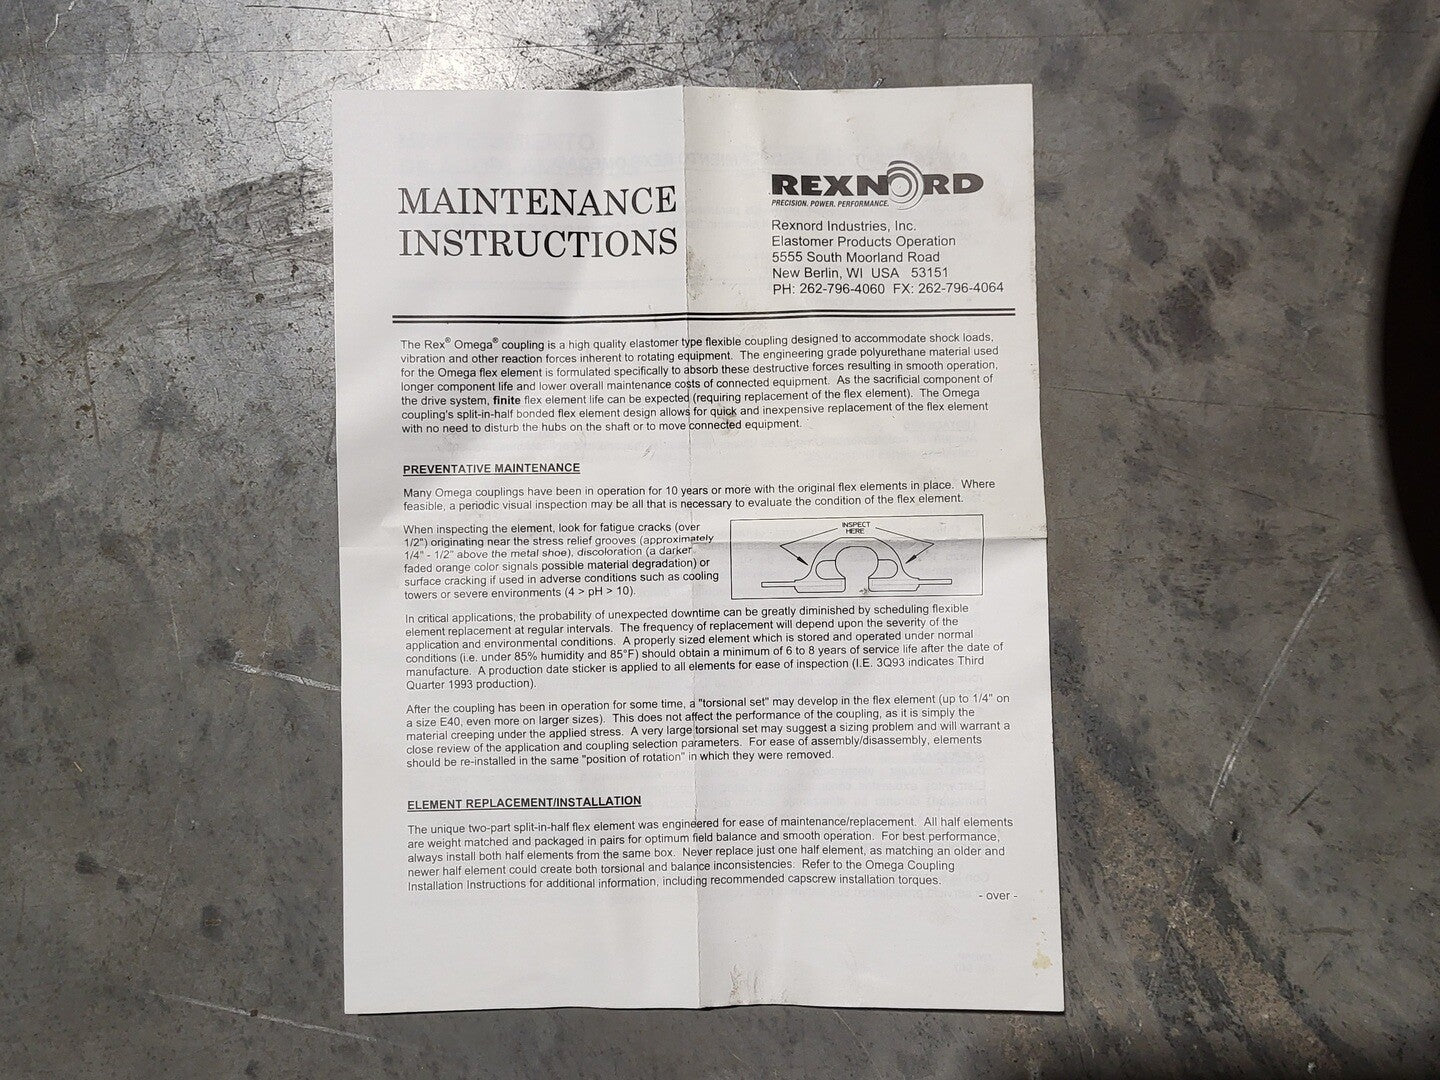 MAINTENANCE
INSTRUCTIONS
REXNORD
PRECISION. POWER. PERFORMANCE.
Rexnord Industries, Inc.
Elastomer Products Operation
5555 South Moorland Road
New Berlin, WI USA 53151
PH: 262-796-4060 FX: 262-796-4064
The Rex® Omega® coupling is a high quality elastomer type flexible coupling designed to accommodate shock loads,
vibration and other reaction forces inherent to rotating equipment. The engineering grade polyurethane material used
for the Omega flex element is formulated specifically to absorb these destructive forces resulting in smooth operation,
longer component life and lower overall maintenance costs of connected equipment. As the sacrificial component of
the drive system, finite flex element life can be expected (requiring replacement of the flex element). The Omega
coupling's split-in-half bonded flex element design allows for quick and inexpensive replacement of the flex element
with no need to disturb the hubs on the shaft or to move connected equipment.
PREVENTATIVE MAINTENANCE
Many Omega couplings have been in operation for 10 years or more with the original flex elements in place. Where
feasible, a periodic visual inspection may be all that is necessary to evaluate the condition of the flex element.
When inspecting the element, look for fatigue cracks (over
1/2") originating near the stress relief grooves (approximately
1/4" - 1/2" above the metal shoe), discoloration (a darker
faded orange color signals possible material degradation) or
surface cracking if used in adverse conditions such as cooling
towers or severe environments (4 > pH > 10).
INSPECT
HERE
In critical applications, the probability of unexpected downtime can be greatly diminished by scheduling flexible
element replacement at regular intervals. The frequency of replacement will depend upon the severity of the
application and environmental conditions. A properly sized element which is stored and operated under normal
conditions (i.e. under 85% humidity and 85°F) should obtain a minimum of 6 to 8 years of service life after the date of
manufacture. A production date sticker is applied to all elements for ease of inspection (I.E. 3Q93 indicates Third
Quarter 1993 production).
After the coupling has been in operation for some time, a "torsional set" may develop in the flex element (up to 1/4" on
a size E40, even more on larger sizes). This does not affect the performance of the coupling, as it is simply the
material creeping under the applied stress. A very large torsional set may suggest a sizing problem and will warrant a
close review of the application and coupling selection parameters. For ease of assembly/disassembly, elements
should be re-installed in the same "position of rotation" in which they were removed.
ELEMENT REPLACEMENT/INSTALLATION
The unique two-part split-in-half flex element was engineered for ease of maintenance/replacement. All half elements
are weight matched and packaged in pairs for optimum field balance and smooth operation. For best performance,
always install both half elements from the same box. Never replace just one half element, as matching an older and
newer half element could create both torsional and balance inconsistencies. Refer to the Omega Coupling
Installation Instructions for additional information, including recommended capscrew installation torques.
- over -